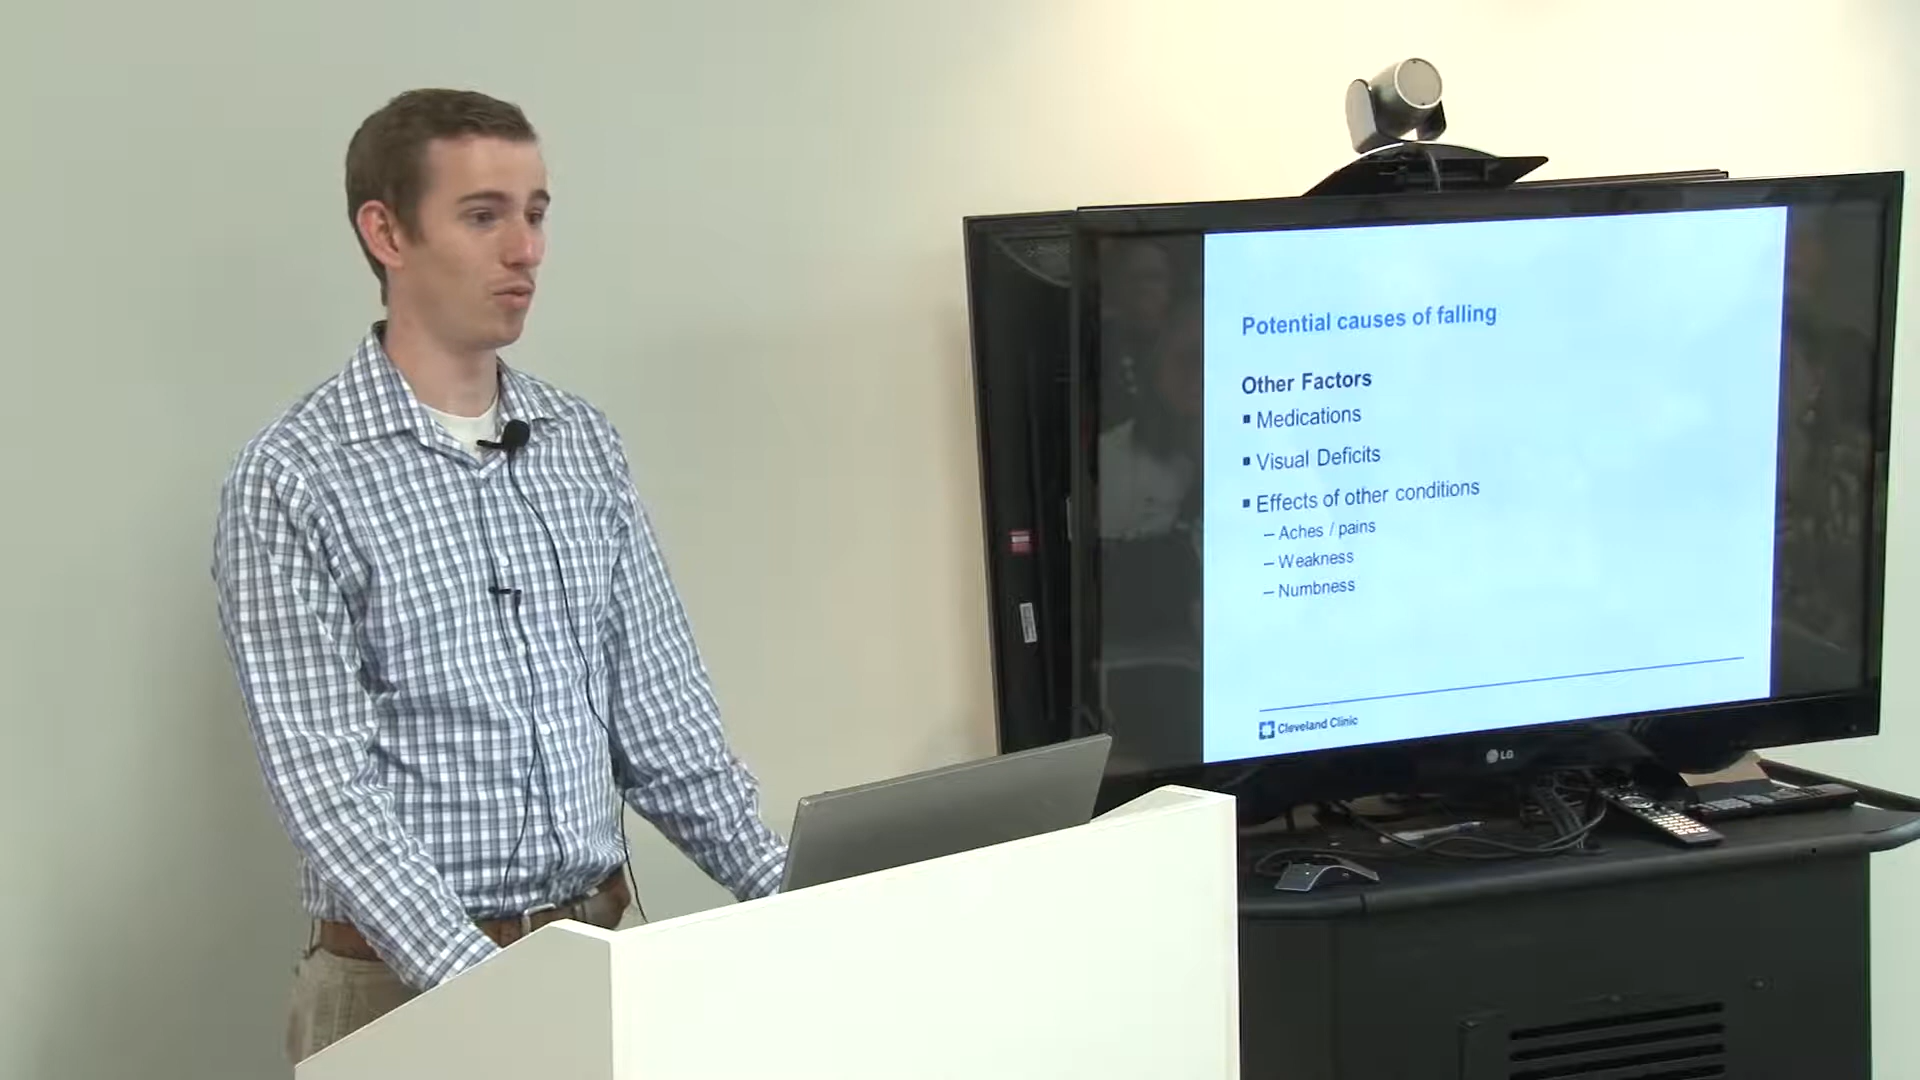 Potential causes of falling
Other Factors
▪ Medications
▪ Visual Deficits
▪ Effects of other conditions
– Aches / pains
– Weakness
– Numbness
Cleveland Clinic
LG